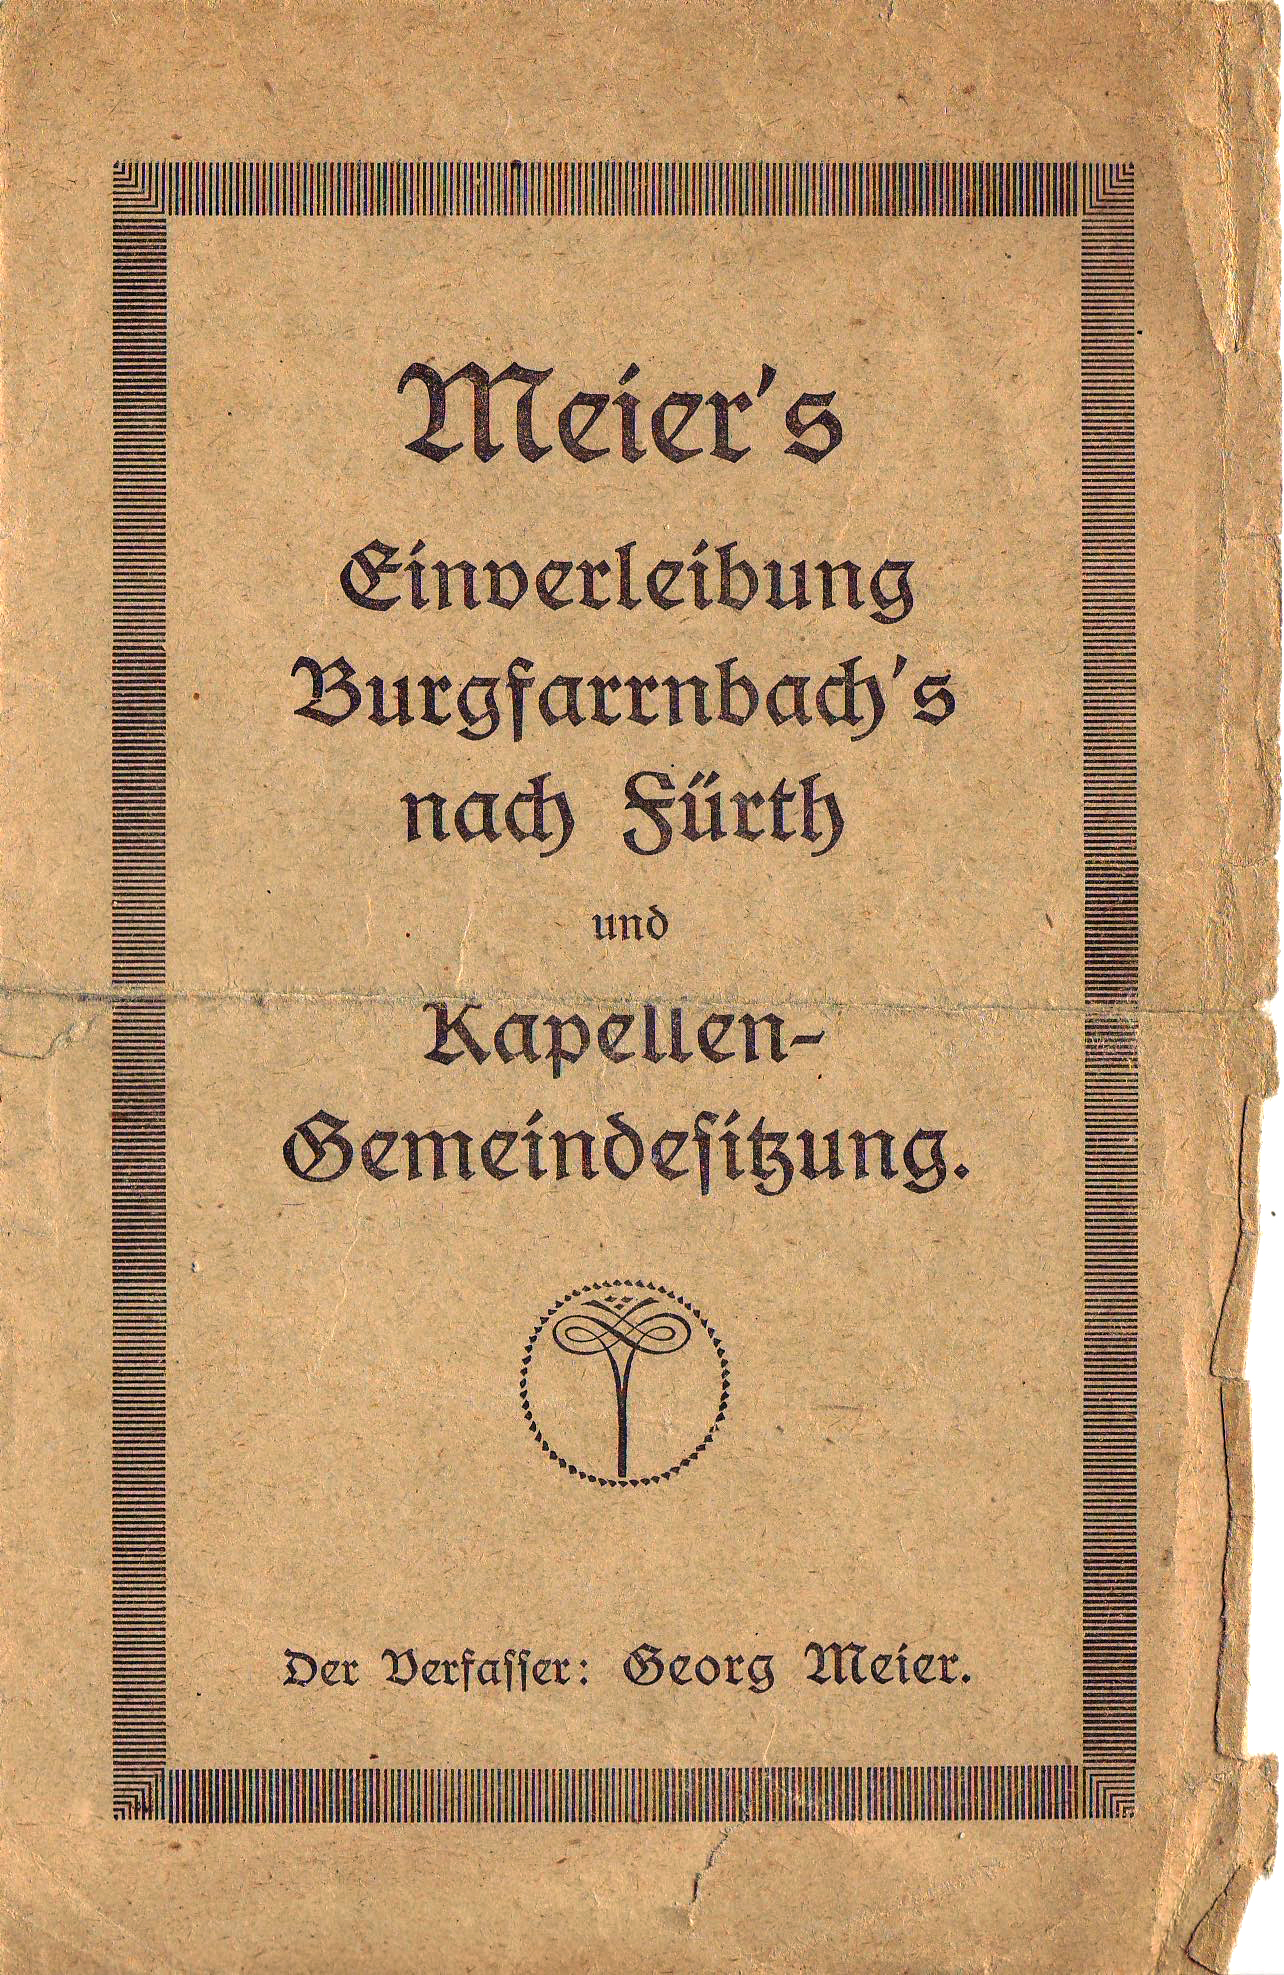 Meier's
Einverleibung
Burgfarrnbach's
nach Fürth
und
Kapellen-
Gemeindesitzung.
Der Verfasser: Georg Meier.